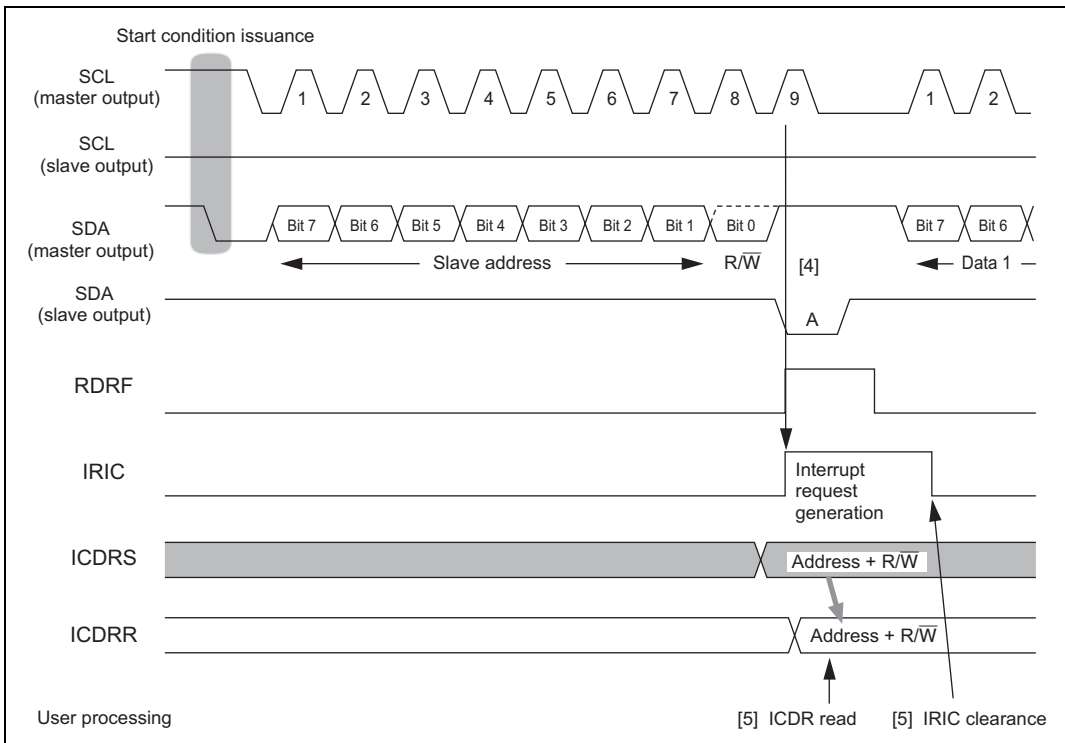 Start condition issuance
SCL
(master output)
1 2 3 4 5 6 7 8 9 1 2
SCL
(slave output)
SDA
(master output)
Bit 7 Bit 6 Bit 5 Bit 4 Bit 3 Bit 2 Bit 1 Bit 0 Bit 7 Bit 6
Slave address R/W̅ [4] Data 1
SDA
(slave output)
A
RDRF
IRIC
Interrupt
request
generation
ICDRS
Address + R/W̅
ICDRR
Address + R/W̅
User processing
[5] ICDR read
[5] IRIC clearance